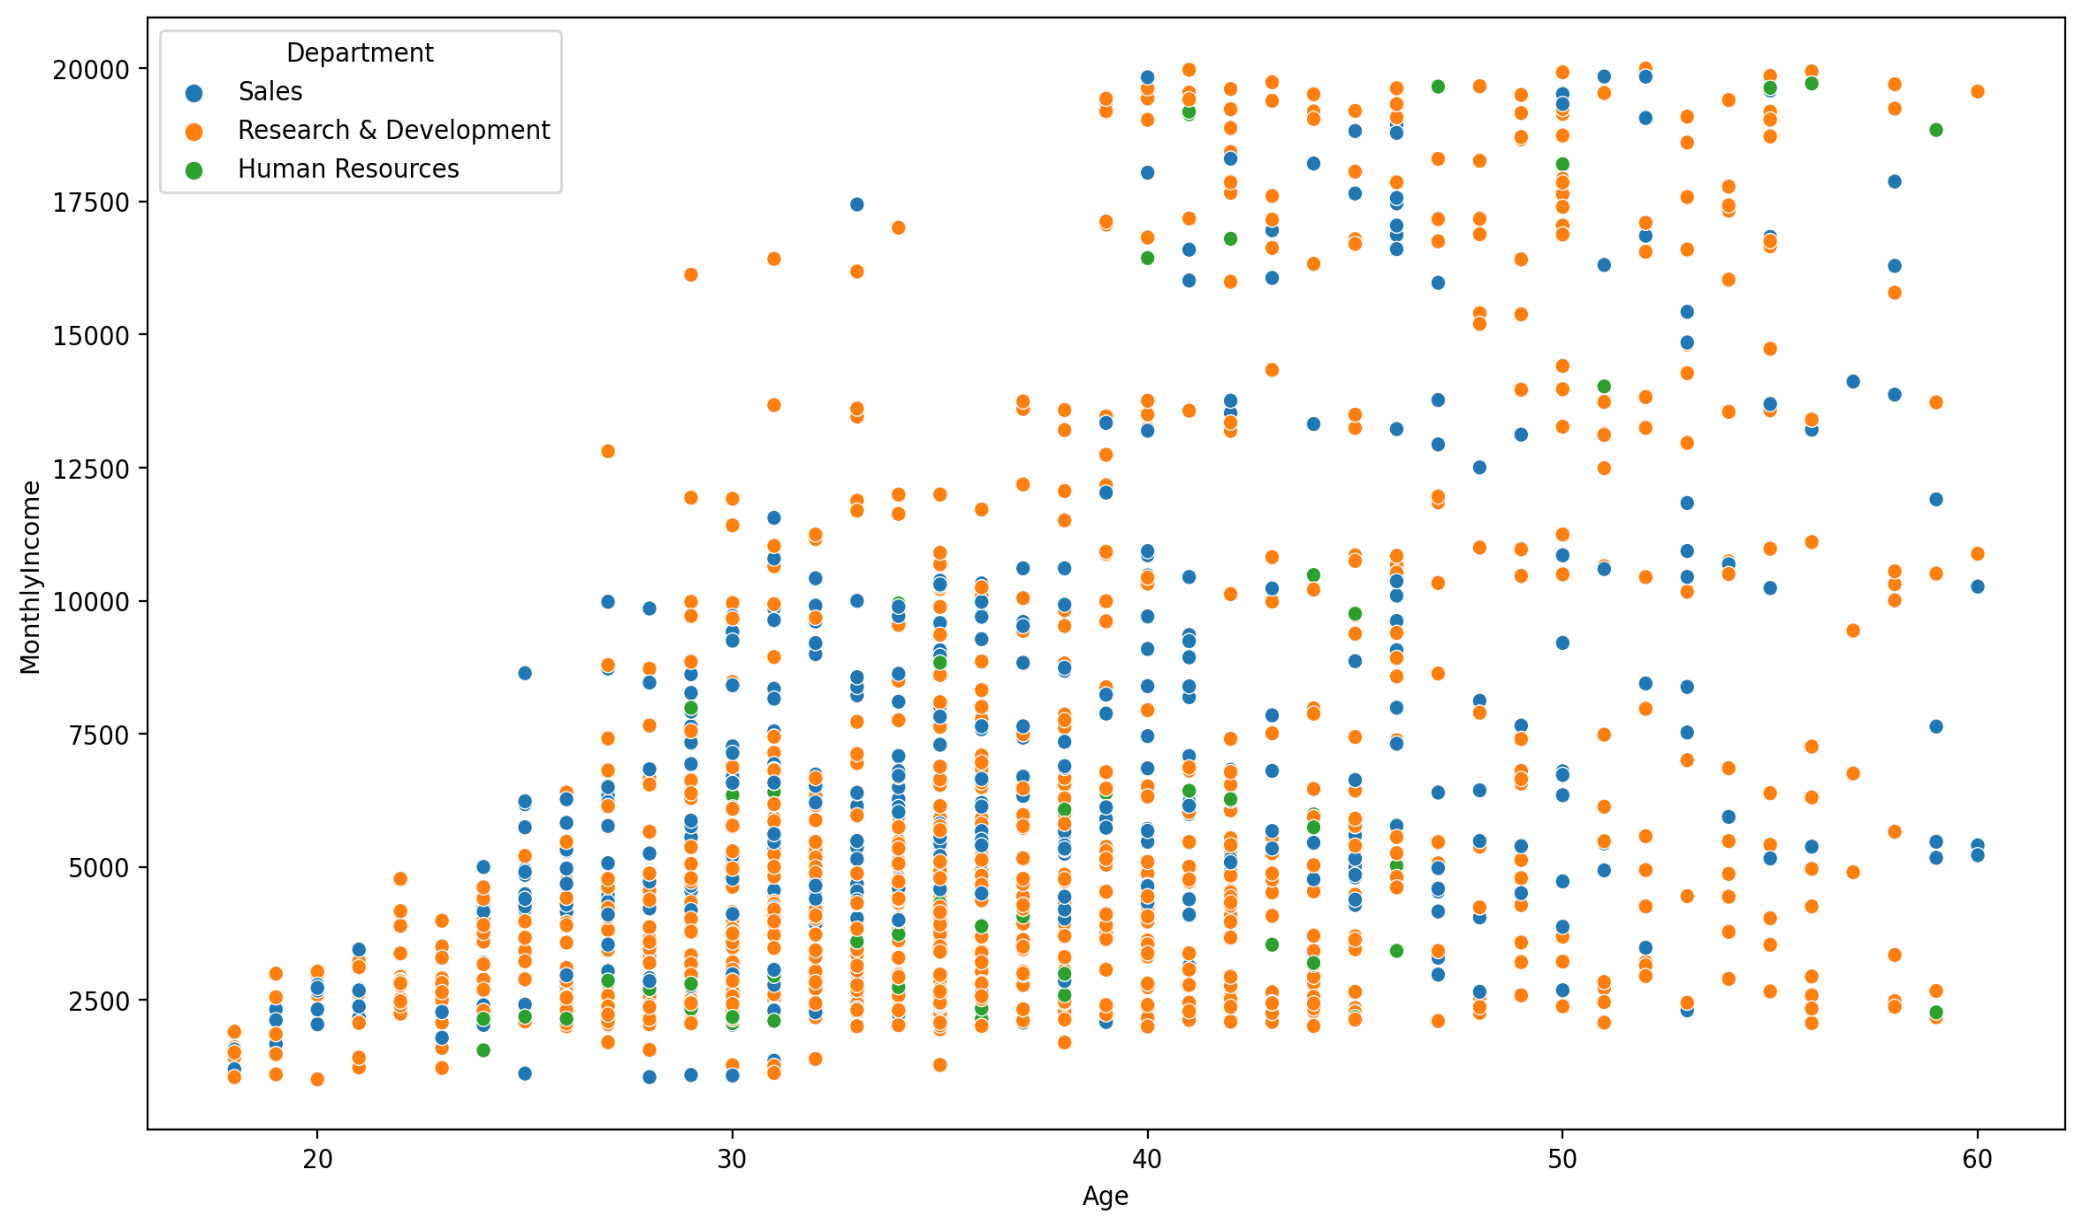 Department
Sales
Research & Development
Human Resources
20000
17500
15000
12500
10000
7500
5000
2500
MonthlyIncome
20 30 40 50 60
Age